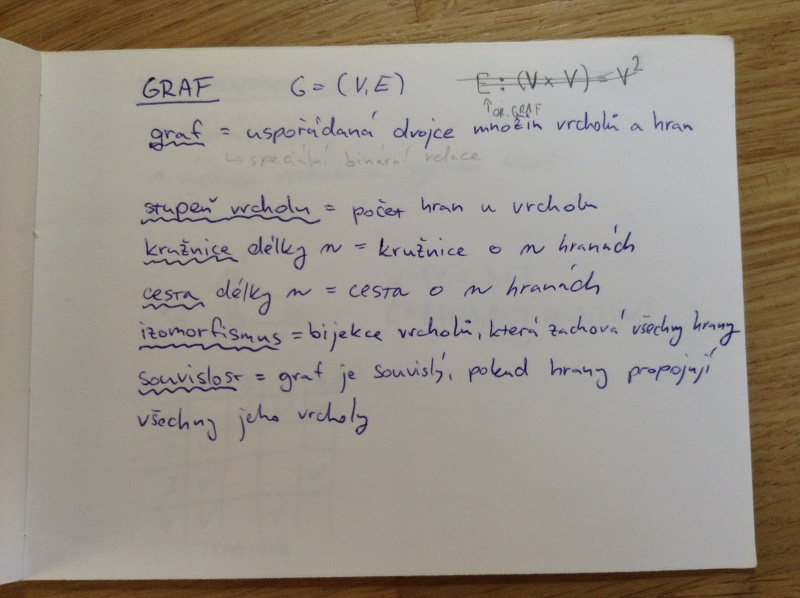 GRAF G = (V, E) E : (V × V) = V²
↑ OR. GRAF
graf = uspořádaná dvojce množin vrcholů a hran
↳ speciální binární relace
stupeň vrcholu = počet hran u vrcholu
kružnice délky n = kružnice o n hranách
cesta délky n = cesta o n hranách
izomorfismus = bijekce vrcholů, která zachová všechny hrany
souvislost = graf je souvislý, pokud hrany propojují
všechny jeho vrcholy